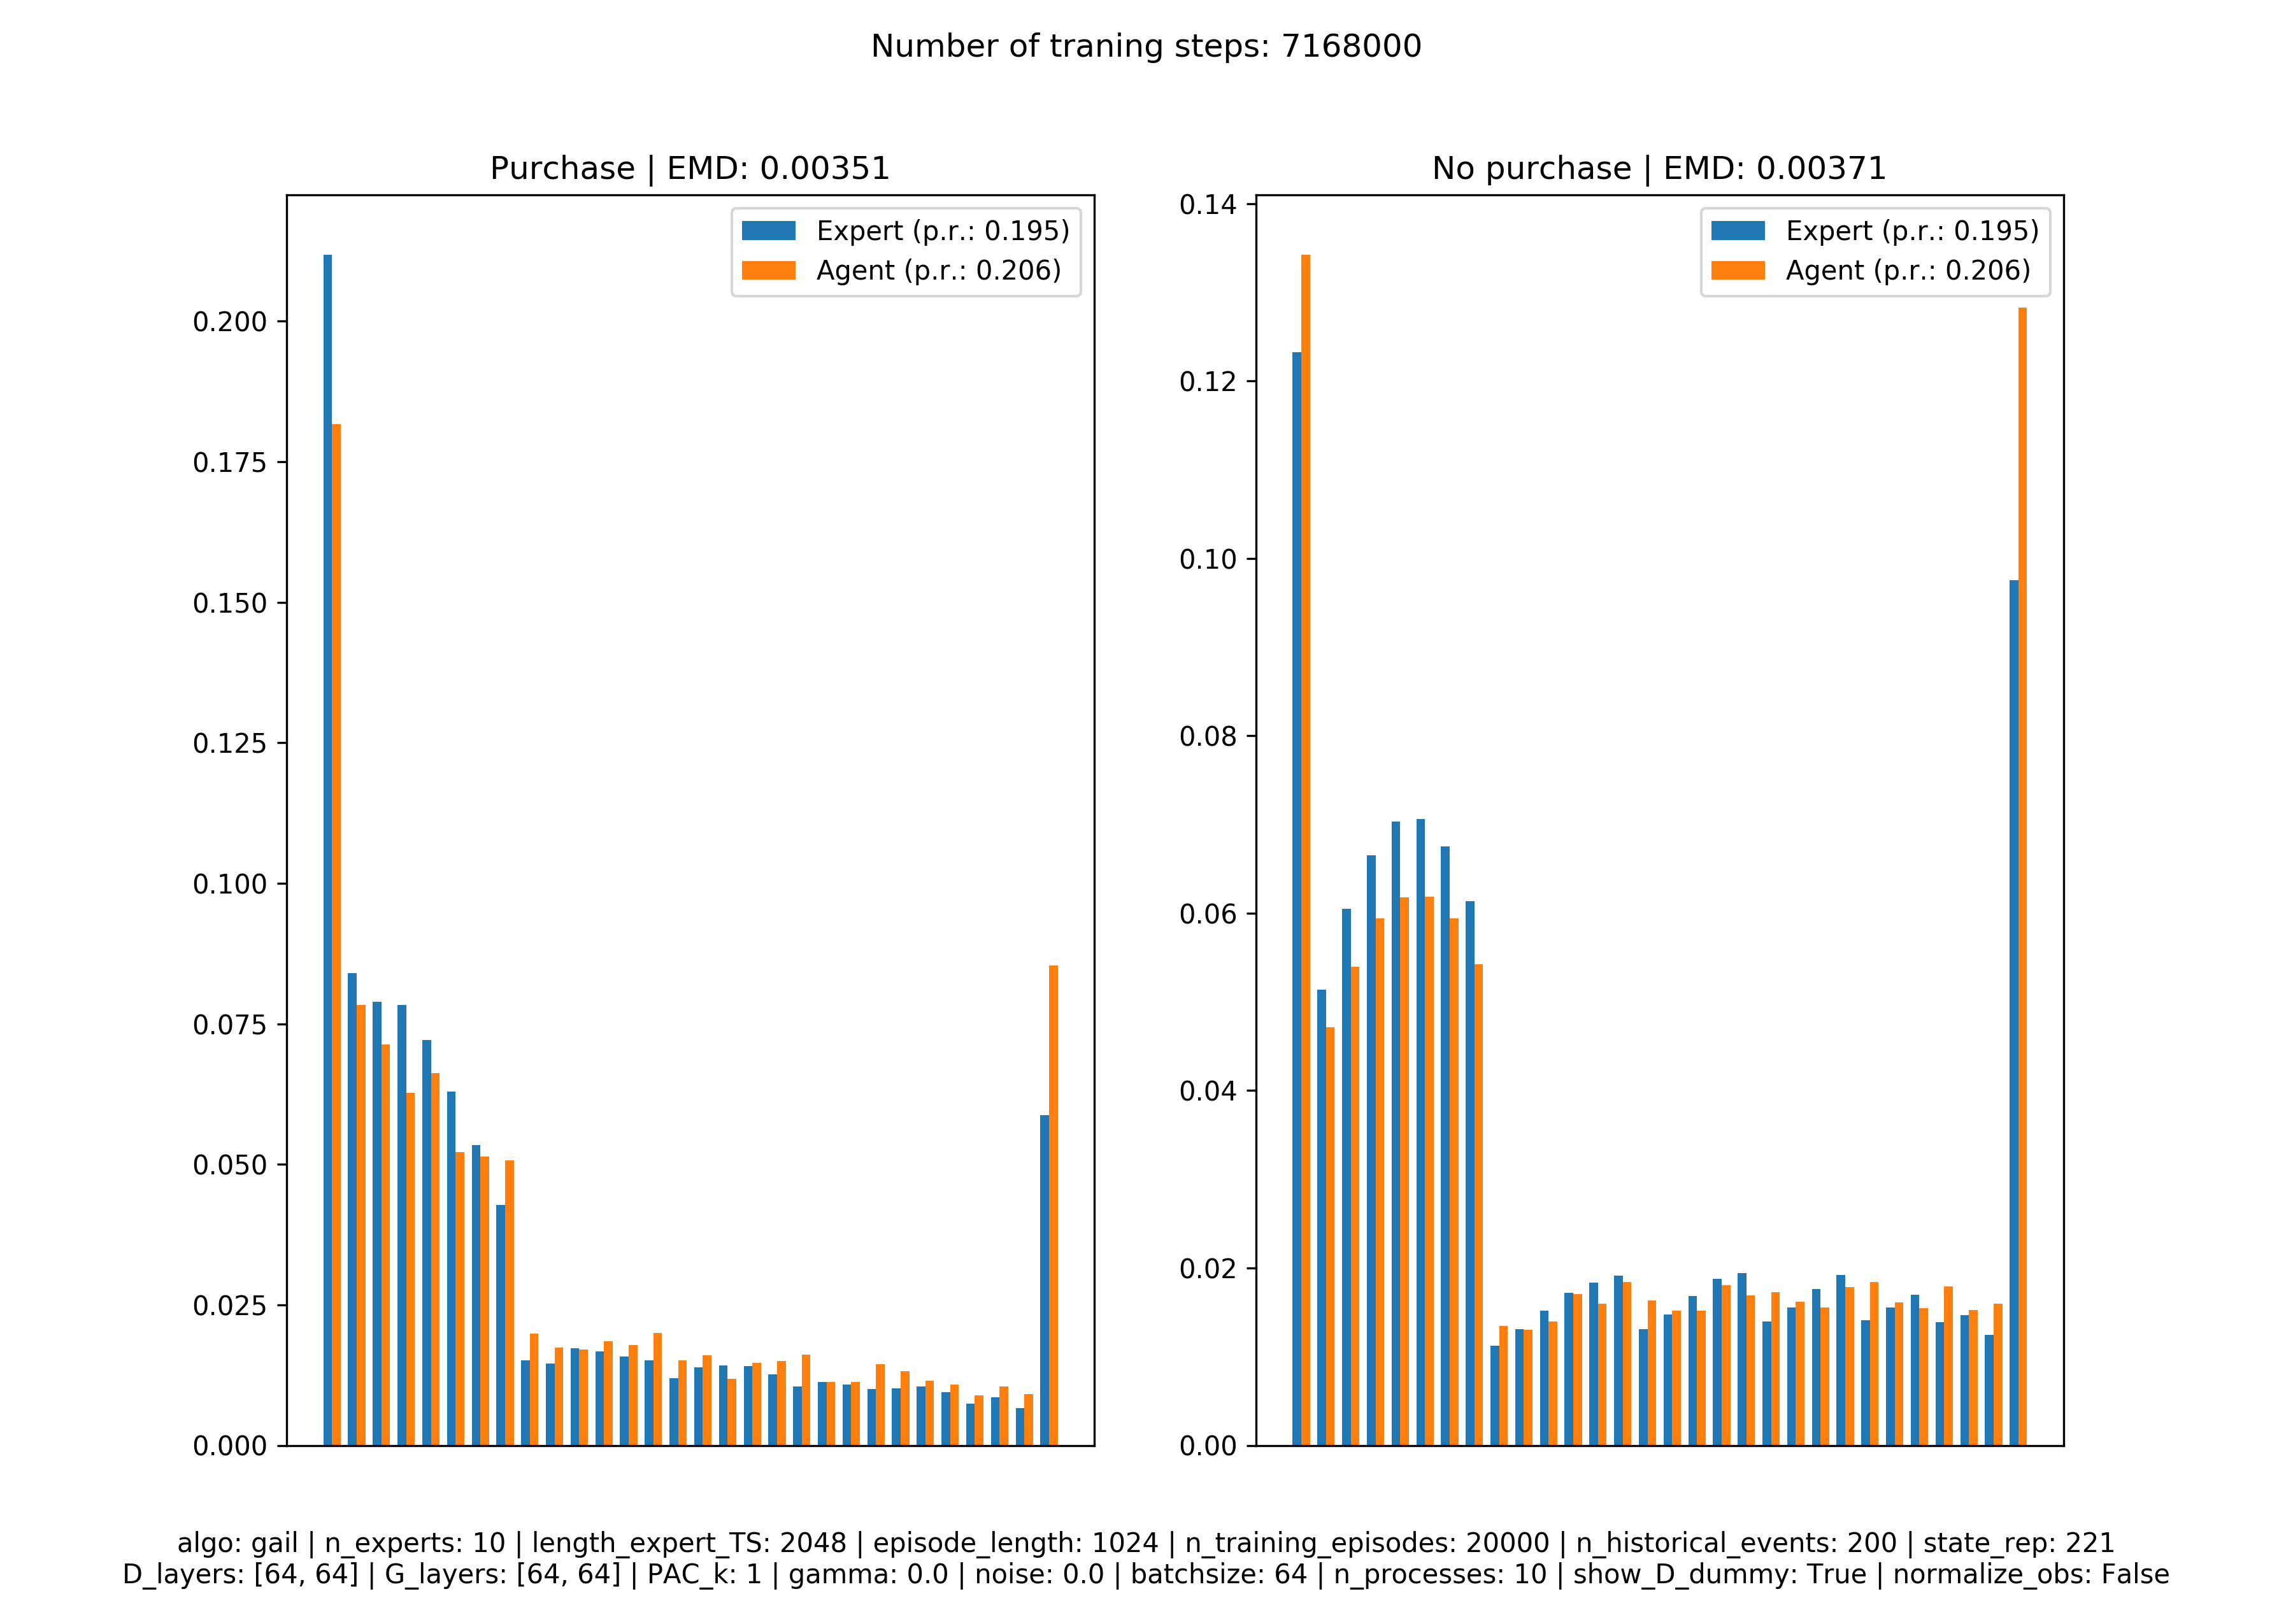 Number of traning steps: 7168000
Purchase | EMD: 0.00351
Expert (p.r.: 0.195)
Agent (p.r.: 0.206)
0.200
0.175
0.150
0.125
0.100
0.075
0.050
0.025
0.000
No purchase | EMD: 0.00371
Expert (p.r.: 0.195)
Agent (p.r.: 0.206)
0.14
0.12
0.10
0.08
0.06
0.04
0.02
0.00
algo: gail | n_experts: 10 | length_expert_TS: 2048 | episode_length: 1024 | n_training_episodes: 20000 | n_historical_events: 200 | state_rep: 221
D_layers: [64, 64] | G_layers: [64, 64] | PAC_k: 1 | gamma: 0.0 | noise: 0.0 | batchsize: 64 | n_processes: 10 | show_D_dummy: True | normalize_obs: False